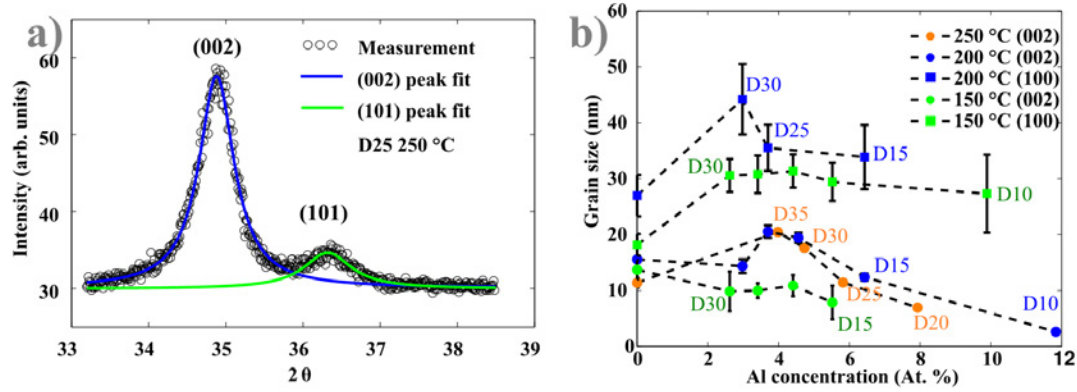 a)
(002)
Measurement
(002) peak fit
(101) peak fit
D25 250 °C
(101)
Intensity (arb. units)
60
50
40
30
33
34
35
36
37
38
39
2θ
b)
250 °C (002)
200 °C (002)
200 °C (100)
150 °C (002)
150 °C (100)
D30
D25
D15
D30
D10
D35
D30
D15
D25
D20
D30
D15
D10
Grain size (nm)
60
50
40
30
20
10
0
0
2
4
6
8
10
12
Al concentration (At. %)